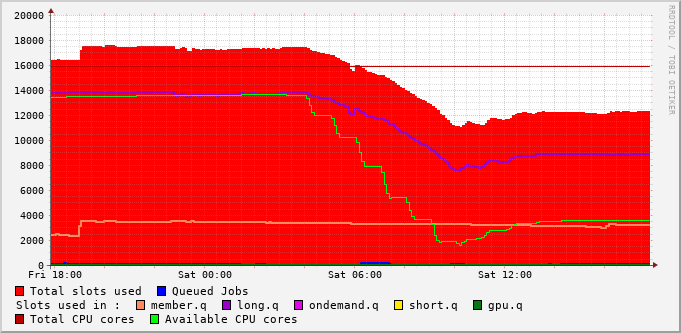 20000
18000
16000
14000
12000
10000
8000
6000
4000
2000
0
Fri 18:00 Sat 00:00 Sat 06:00 Sat 12:00
RRDTOOL / TOBI OETIKER
Total slots used Queued Jobs
Slots used in : member.q long.q ondemand.q short.q gpu.q
Total CPU cores Available CPU cores